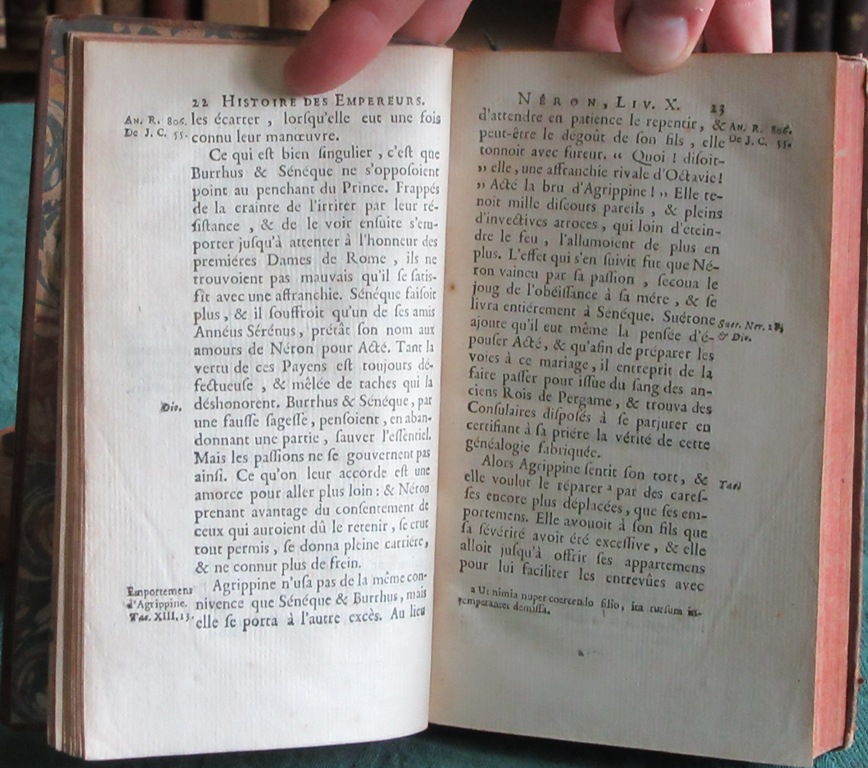 22 HISTOIRE DES EMPEREURS.
An. R. 806.
De J. C. 55.
les écarter, lorſqu'elle eut une fois
connu leur manœuvre.
Ce qui eſt bien ſingulier, c'eſt que
Burrhus & Sénéque ne s'oppoſoient
point au penchant du Prince. Frappés
de la crainte de l'irriter par leur ré-
ſiſtance, & de le voir enſuite s'em-
porter juſqu'à attenter à l'honneur des
premiéres Dames de Rome, ils ne
trouvoient pas mauvais qu'il ſe ſatis-
fît avec une affranchie. Sénéque faiſoit
plus, & il ſouffroit qu'un de ſes amis
Annéus Sérénus, prétât ſon nom aux
amours de Néron pour Acté. Tant la
vertu de ces Payens eſt toujours dé-
fectueuſe, & mêlée de taches qui la
Dio.
déshonorent. Burrhus & Sénéque, par
une fauſſe ſageſſe, penſoient, en aban-
donnant une partie, ſauver l'eſſentiel.
Mais les paſſions ne ſe gouvernent pas
ainſi. Ce qu'on leur accorde eſt une
amorce pour aller plus loin : & Néron
prenant avantage du conſentement de
ceux qui auroient dû le retenir, ſe crut
tout permis, ſe donna pleine carriére,
& ne connut plus de frein.
Emportemens
d'Agrippine.
Tac. XIII. 13.
Agrippine n'uſa pas de la même con-
nivence que Sénéque & Burrhus, mais
elle ſe porta à l'autre excès. Au lieu
NÉRON, LIV. X. 23
d'attendre en patience le repentir, &
An. R. 806.
De J. C. 55.
peut-être le dégoût de ſon fils, elle
tonnoit avec fureur. « Quoi ! diſoit-
» elle, une affranchie rivale d'Octavie !
» Acté la bru d'Agrippine ! » Elle te-
noit mille diſcours pareils, & pleins
d'invectives atroces, qui loin d'étein-
dre le feu, l'allumoient de plus en
plus. L'effet qui s'en ſuivit fut que Né-
ron vaincu par ſa paſſion, ſecoua le
joug de l'obéiſſance à ſa mére, & ſe
livra entiérement à Sénéque. Suétone
Suet. Ner. 28.
& Dio.
ajoute qu'il eut même la penſée d'é-
pouſer Acté, & qu'afin de préparer les
voies à ce mariage, il entreprit de la
faire paſſer pour iſſue du ſang des an-
ciens Rois de Pergame, & trouva des
Conſulaires diſpoſés à ſe parjurer en
certifiant à ſa priére la vérité de cette
généalogie fabriquée.
Alors Agrippine ſentit ſon tort, &
Tac.
elle voulut le réparer a par des careſ-
ſes encore plus déplacées, que ſes em-
portemens. Elle avouoit à ſon fils que
ſa ſévérité avoit été exceſſive, & elle
alloit juſqu'à offrir ſes appartemens
pour lui faciliter les entrevûes avec
a Ut nimia nuper coercendo filio, ita rurſum in-
temperanter demiſſa.